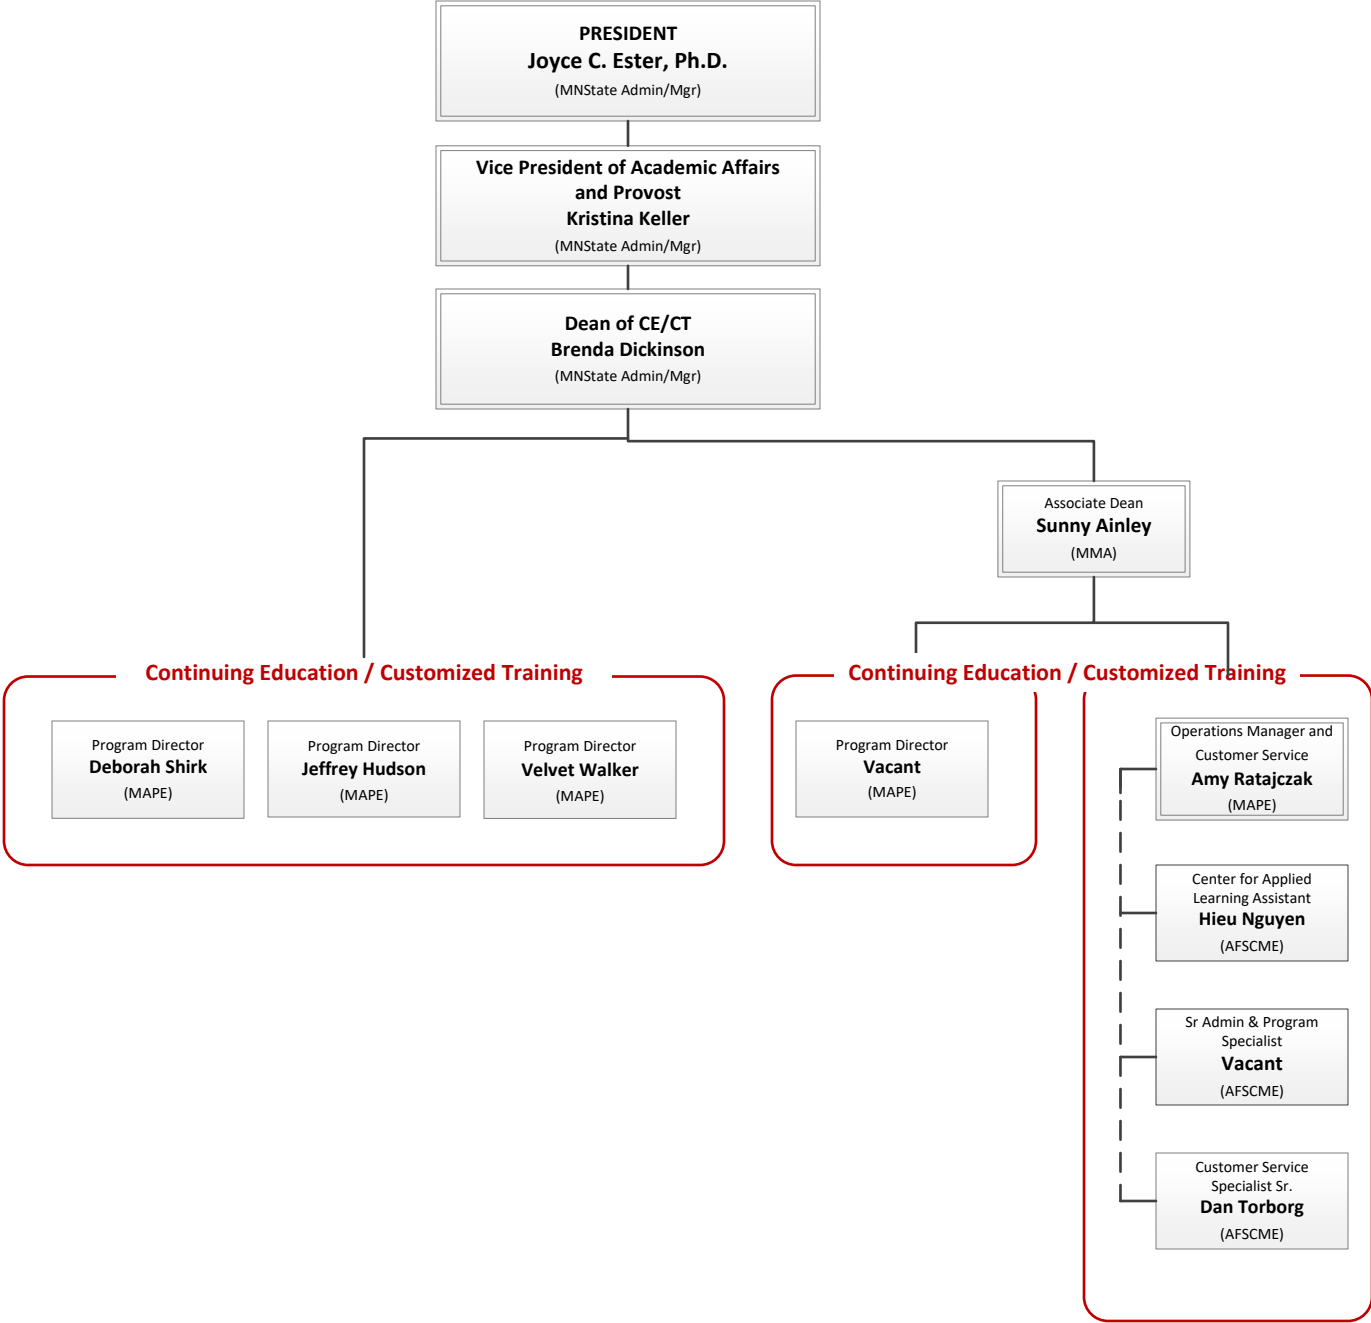 PRESIDENT
Joyce C. Ester, Ph.D.
(MNState Admin/Mgr)
Vice President of Academic Affairs
and Provost
Kristina Keller
(MNState Admin/Mgr)
Dean of CE/CT
Brenda Dickinson
(MNState Admin/Mgr)
Associate Dean
Sunny Ainley
(MMA)
Continuing Education / Customized Training
Program Director
Deborah Shirk
(MAPE)
Program Director
Jeffrey Hudson
(MAPE)
Program Director
Velvet Walker
(MAPE)
Continuing Education / Customized Training
Program Director
Vacant
(MAPE)
Operations Manager and
Customer Service
Amy Ratajczak
(MAPE)
Center for Applied
Learning Assistant
Hieu Nguyen
(AFSCME)
Sr Admin & Program
Specialist
Vacant
(AFSCME)
Customer Service
Specialist Sr.
Dan Torborg
(AFSCME)